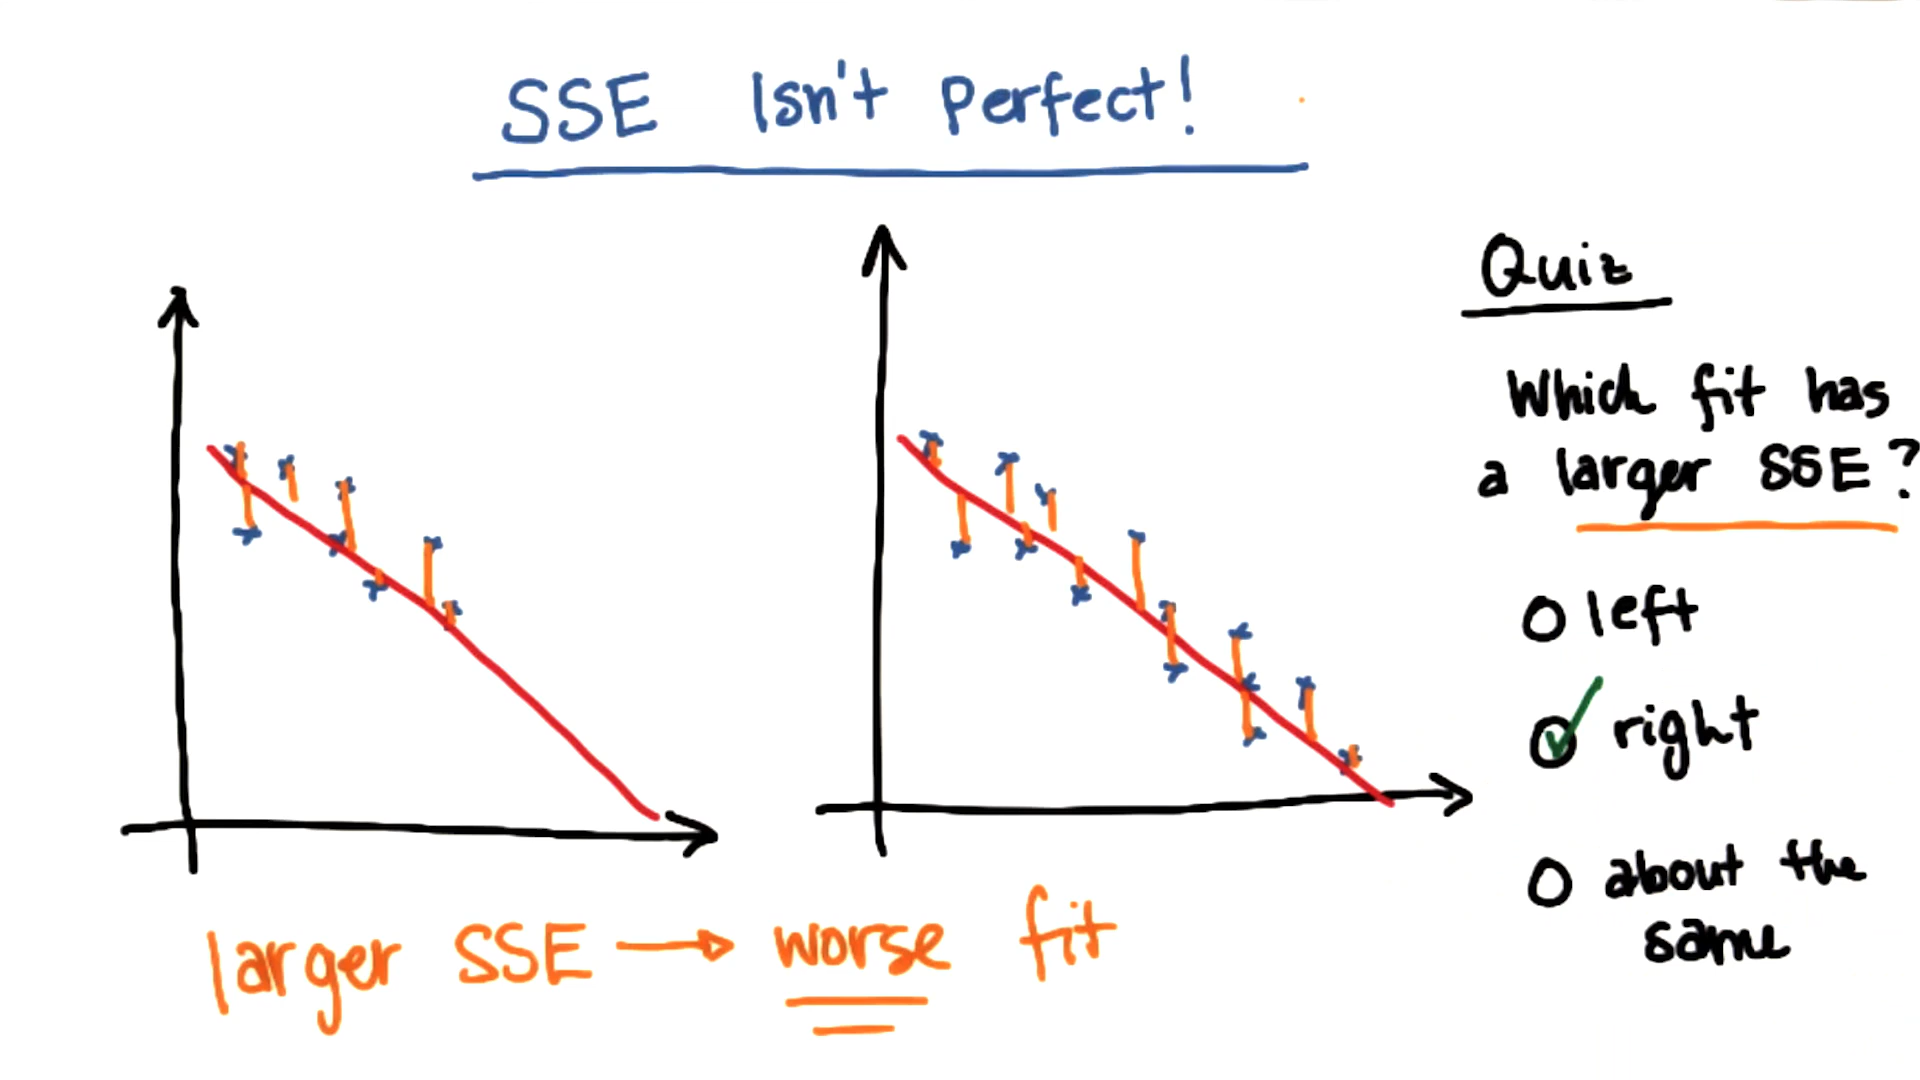 SSE Isn't Perfect!
Quiz
Which fit has
a larger SSE?
left
right
about the
same
larger SSE → worse fit